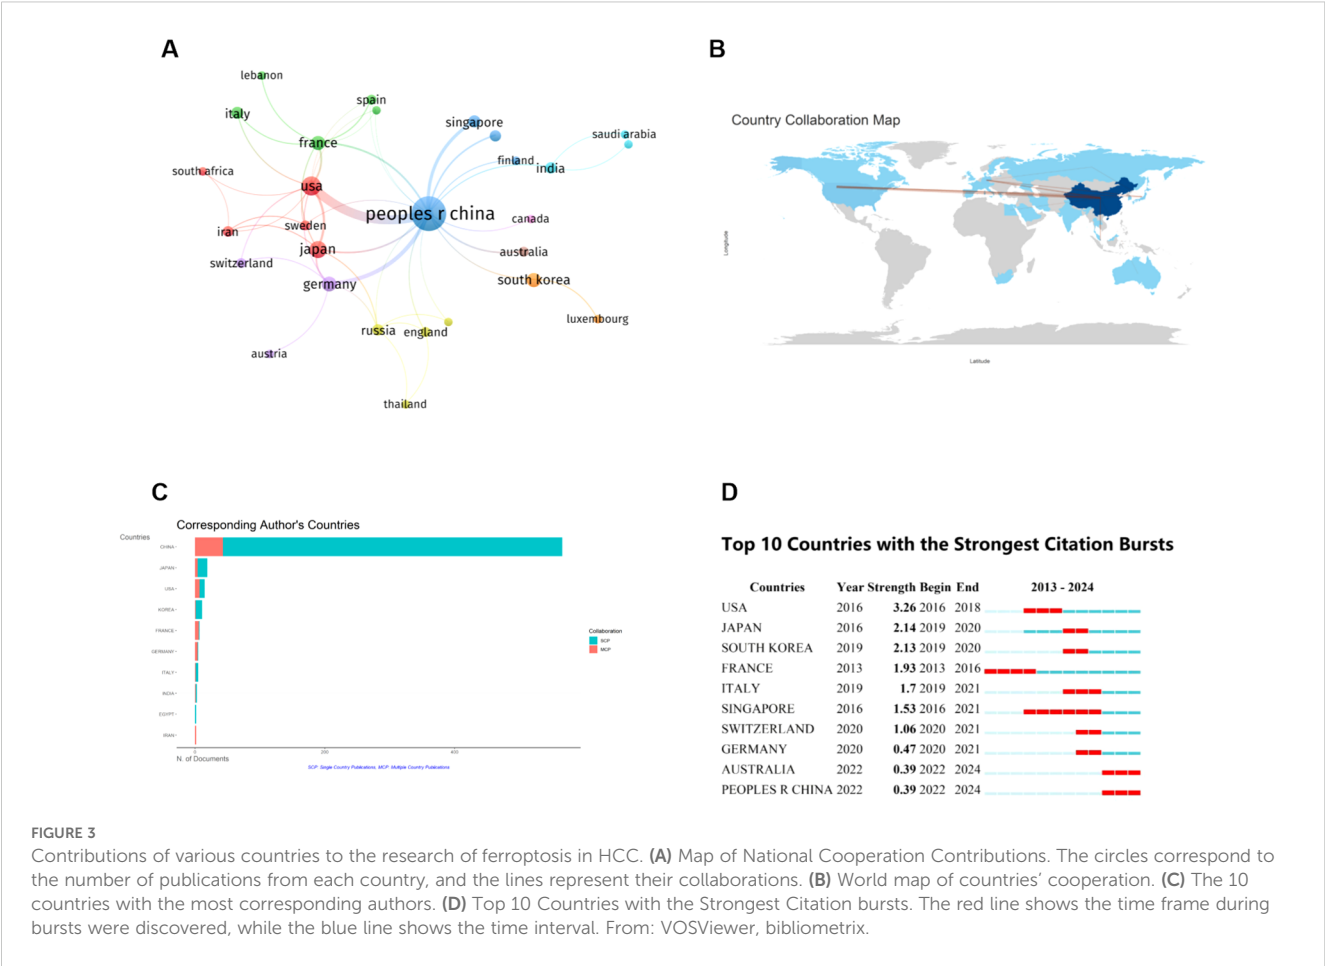 A
lebanon
spain
italy
france
singapore
saudi arabia
finland
india
south africa
usa
peoples r china
canada
iran
sweden
japan
australia
switzerland
germany
south korea
luxembourg
russia
england
austria
thailand
B
Country Collaboration Map
Longitude
Latitude
C
Corresponding Author's Countries
Countries
CHINA
JAPAN
USA
KOREA
FRANCE
GERMANY
ITALY
INDIA
EGYPT
IRAN
0
200
400
N. of Documents
SCP: Single Country Publications, MCP: Multiple Country Publications
Collaboration
SCP
MCP
D
Top 10 Countries with the Strongest Citation Bursts
Countries Year Strength Begin End 2013 - 2024
USA 2016 3.26 2016 2018
JAPAN 2016 2.14 2019 2020
SOUTH KOREA 2019 2.13 2019 2020
FRANCE 2013 1.93 2013 2016
ITALY 2019 1.7 2019 2021
SINGAPORE 2016 1.53 2016 2021
SWITZERLAND 2020 1.06 2020 2021
GERMANY 2020 0.47 2020 2021
AUSTRALIA 2022 0.39 2022 2024
PEOPLES R CHINA 2022 0.39 2022 2024
FIGURE 3
Contributions of various countries to the research of ferroptosis in HCC. (A) Map of National Cooperation Contributions. The circles correspond to
the number of publications from each country, and the lines represent their collaborations. (B) World map of countries' cooperation. (C) The 10
countries with the most corresponding authors. (D) Top 10 Countries with the Strongest Citation bursts. The red line shows the time frame during
bursts were discovered, while the blue line shows the time interval. From: VOSViewer, bibliometrix.